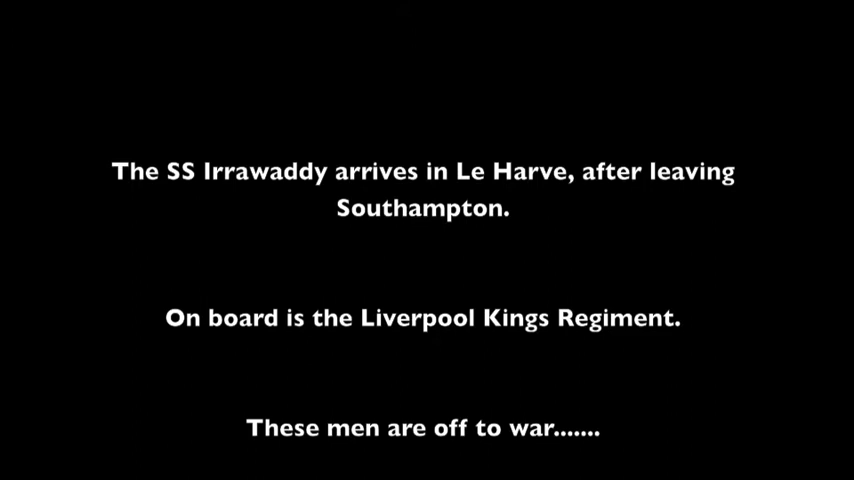 The SS Irrawaddy arrives in Le Harve, after leaving
Southampton.
On board is the Liverpool Kings Regiment.
These men are off to war.......